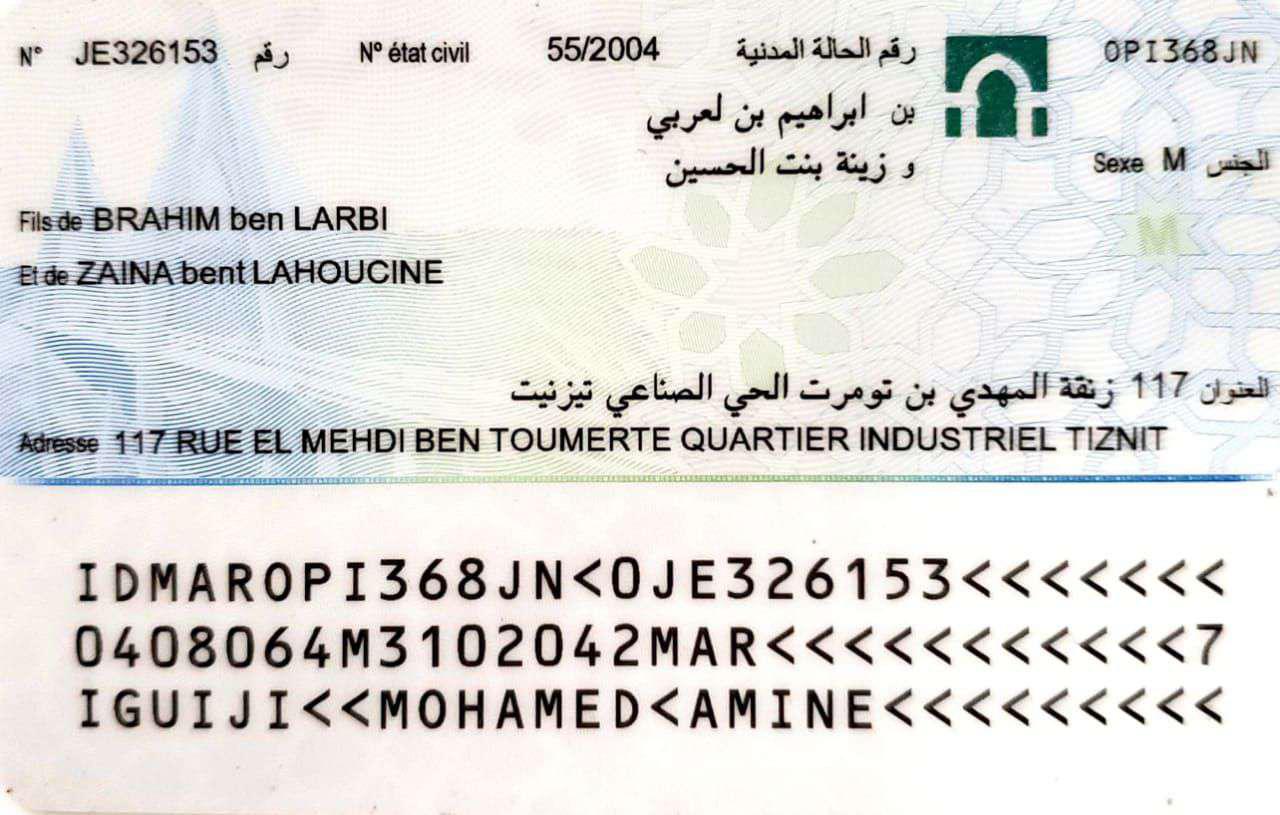 N° JE326153 رقم N° état civil 55/2004 رقم الحالة المدنية OPI368JN
بن ابراهيم بن لعربي
و زينة بنت الحسين
Sexe M الجنس
M
Fils de BRAHIM ben LARBI
Et de ZAINA bent LAHOUCINE
العنوان 117 زنقة المهدي بن تومرت الحي الصناعي تيزنيت
Adresse 117 RUE EL MEHDI BEN TOUMERTE QUARTIER INDUSTRIEL TIZNIT
IDMAROPI368JN<0JE326153<<<<<<<
0408064M3102042MAR<<<<<<<<<<<7
IGUIJI<<MOHAMED<AMINE<<<<<<<<<